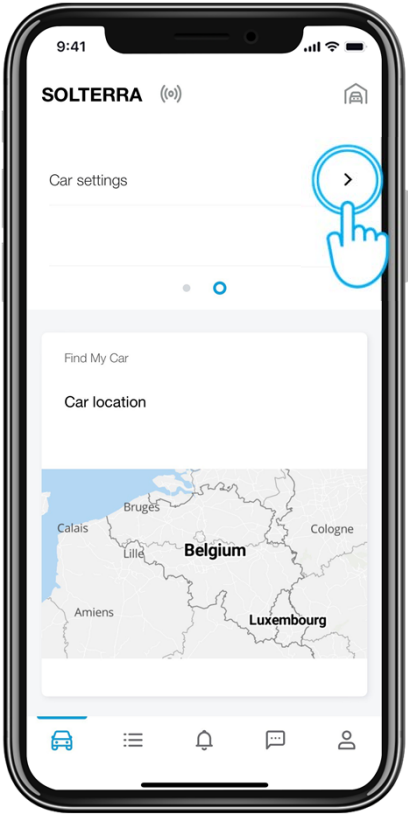 9:41
SOLTERRA
Car settings
Find My Car
Car location
Bruges
Calais
Cologne
Lille
Belgium
Amiens
Luxembourg